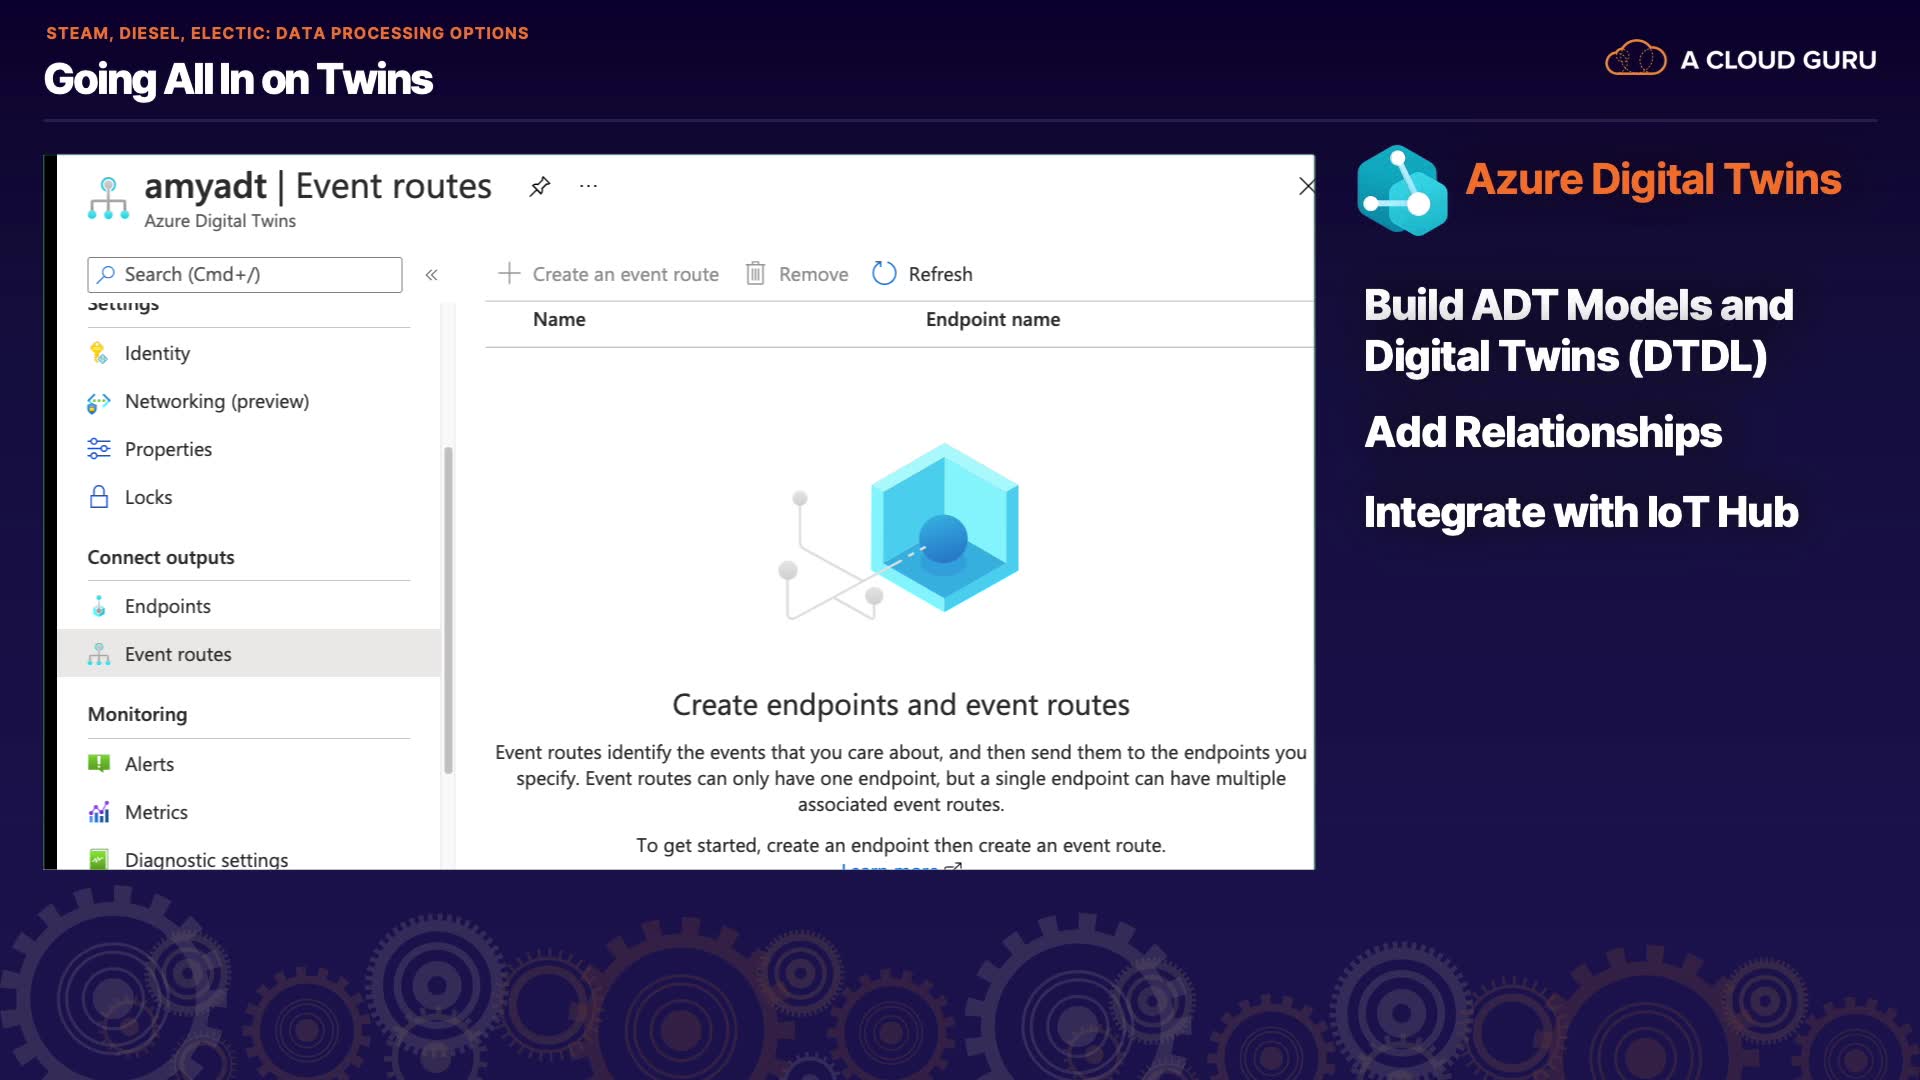 STEAM, DIESEL, ELECTIC: DATA PROCESSING OPTIONS
Going All In on Twins
A CLOUD GURU
amyadt | Event routes
Azure Digital Twins
Search (Cmd+/)
«
Settings
Identity
Networking (preview)
Properties
Locks
Connect outputs
Endpoints
Event routes
Monitoring
Alerts
Metrics
Diagnostic settings
Create an event route
Remove
Refresh
Name
Endpoint name
Create endpoints and event routes
Event routes identify the events that you care about, and then send them to the endpoints you
specify. Event routes can only have one endpoint, but a single endpoint can have multiple
associated event routes.
To get started, create an endpoint then create an event route.
Learn more
Azure Digital Twins
Build ADT Models and
Digital Twins (DTDL)
Add Relationships
Integrate with IoT Hub